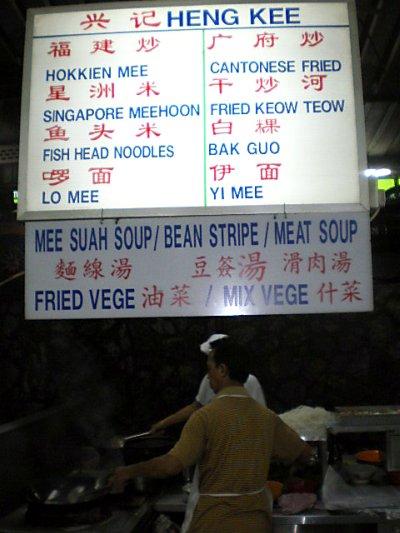 兴记 HENG KEE
福建炒
HOKKIEN MEE
星洲米
SINGAPORE MEEHOON
鱼头米
FISH HEAD NOODLES
啰面
LO MEE
广府炒
CANTONESE FRIED
干炒河
FRIED KEOW TEOW
白粿
BAK GUO
伊面
YI MEE
MEE SUAH SOUP/ BEAN STRIPE / MEAT SOUP
麵線湯 豆签湯 滑肉湯
FRIED VEGE 油菜 / MIX VEGE 什菜